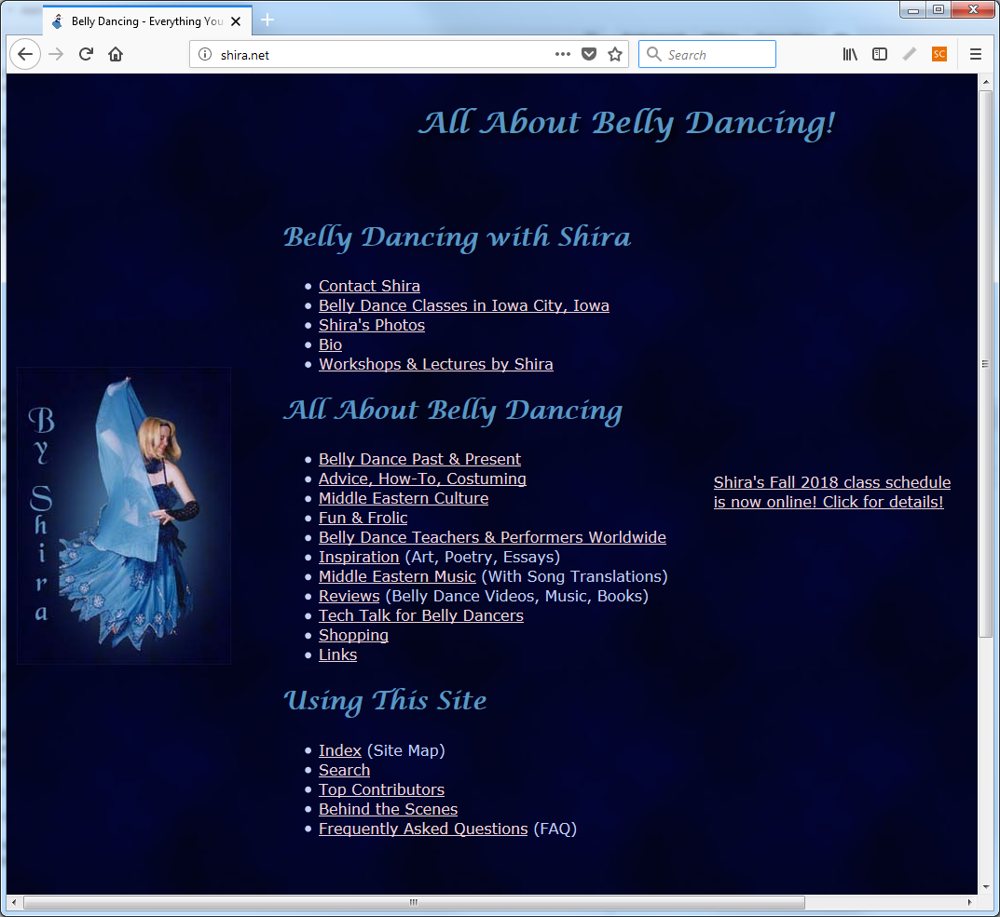 Belly Dancing - Everything You
shira.net
Search
SC
All About Belly Dancing!
By Shira
Belly Dancing with Shira
Contact Shira
Belly Dance Classes in Iowa City, Iowa
Shira's Photos
Bio
Workshops & Lectures by Shira
All About Belly Dancing
Belly Dance Past & Present
Advice, How-To, Costuming
Middle Eastern Culture
Fun & Frolic
Belly Dance Teachers & Performers Worldwide
Inspiration (Art, Poetry, Essays)
Middle Eastern Music (With Song Translations)
Reviews (Belly Dance Videos, Music, Books)
Tech Talk for Belly Dancers
Shopping
Links
Shira's Fall 2018 class schedule
is now online! Click for details!
Using This Site
Index (Site Map)
Search
Top Contributors
Behind the Scenes
Frequently Asked Questions (FAQ)